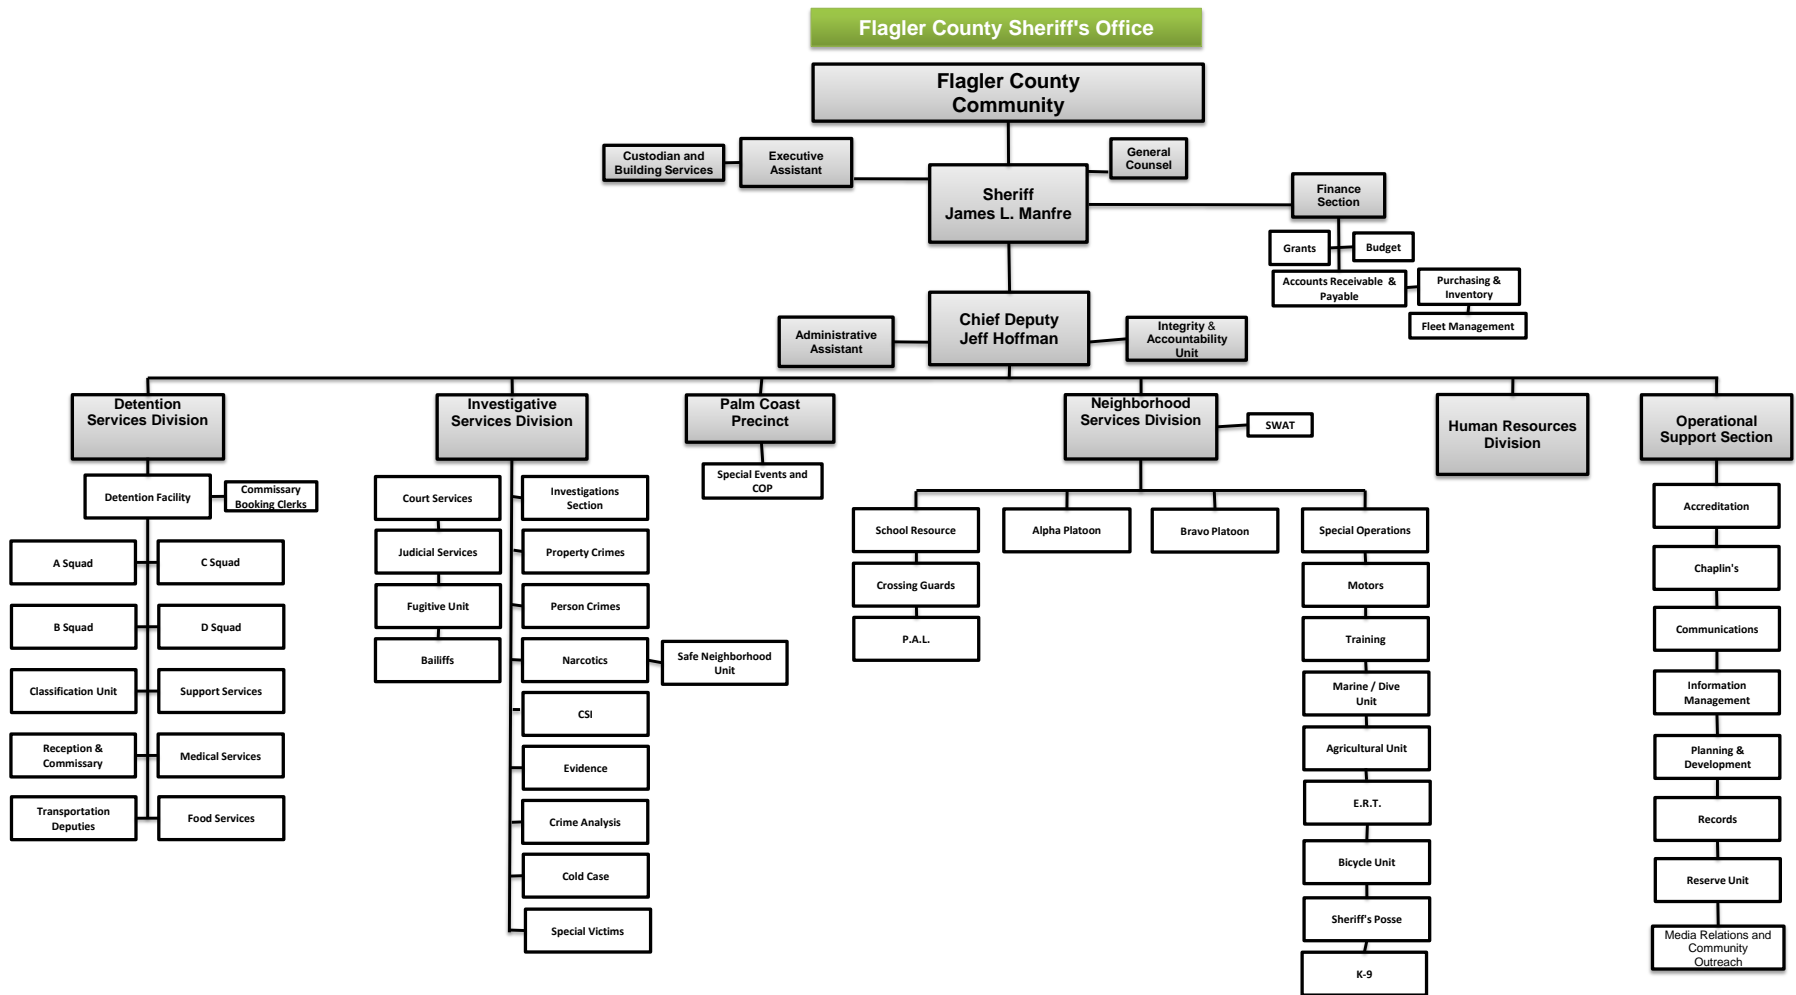 Flagler County Sheriff's Office
Flagler County
Community
Custodian and
Building Services
Executive
Assistant
General
Counsel
Sheriff
James L. Manfre
Finance
Section
Grants
Budget
Accounts Receivable & 
Payable
Purchasing &
Inventory
Fleet Management
Administrative
Assistant
Chief Deputy
Jeff Hoffman
Integrity &
Accountability
Unit
Detention
Services Division
Investigative
Services Division
Palm Coast
Precinct
Neighborhood
Services Division
SWAT
Human Resources
Division
Operational
Support Section
Detention Facility
Commissary
Booking Clerks
A Squad
C Squad
B Squad
D Squad
Classification Unit
Support Services
Reception &
Commissary
Medical Services
Transportation
Deputies
Food Services
Court Services
Judicial Services
Fugitive Unit
Bailiffs
Investigations
Section
Property Crimes
Person Crimes
Narcotics
Safe Neighborhood
Unit
CSI
Evidence
Crime Analysis
Cold Case
Special Victims
Special Events and
COP
School Resource
Crossing Guards
P.A.L.
Alpha Platoon
Bravo Platoon
Special Operations
Motors
Training
Marine / Dive
Unit
Agricultural Unit
E.R.T.
Bicycle Unit
Sheriff's Posse
K-9
Accreditation
Chaplin's
Communications
Information
Management
Planning &
Development
Records
Reserve Unit
Media Relations and
Community
Outreach